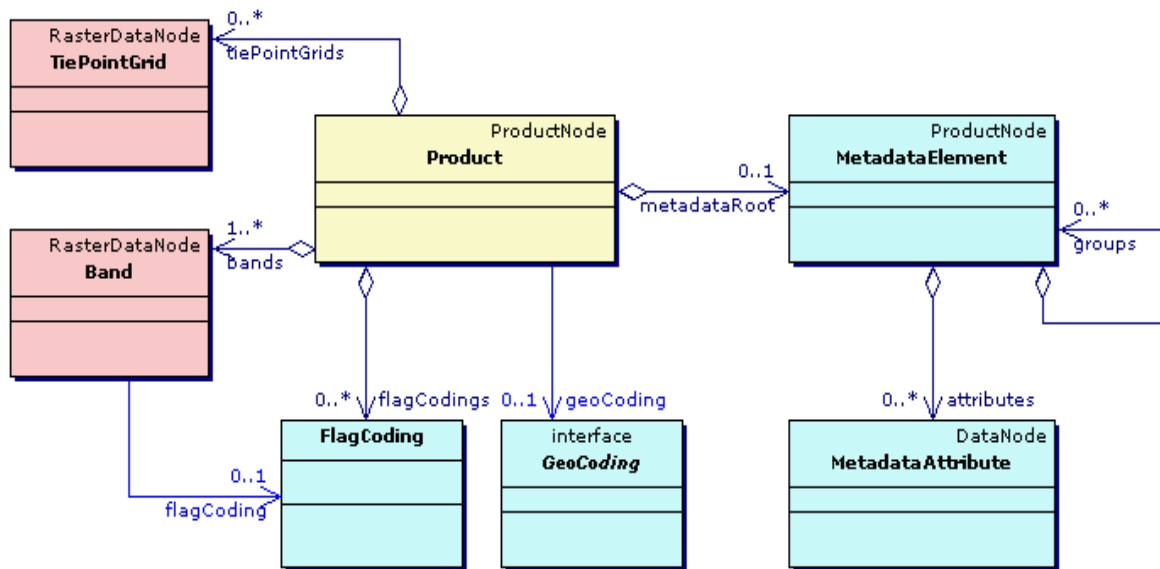 0..*
tiePointGrids
RasterDataNode
TiePointGrid
ProductNode
Product
0..1
metadataRoot
ProductNode
MetadataElement
0..*
groups
1..*
bands
RasterDataNode
Band
0..* flagCodings
0..1 geoCoding
0..* attributes
0..1
flagCoding
FlagCoding
interface
GeoCoding
DataNode
MetadataAttribute